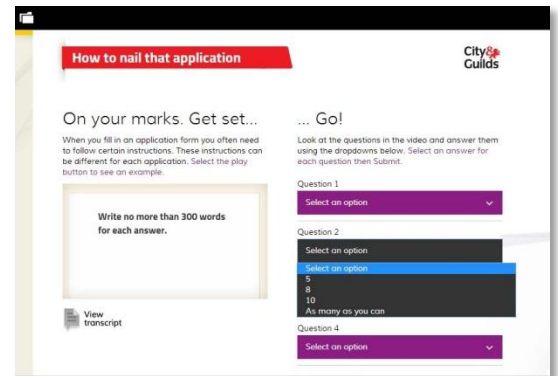 How to nail that application
City&
Guilds
On your marks. Get set...
When you fill in an application form you often need
to follow certain instructions. These instructions can
be different for each application. Select the play
button to see an example.
Write no more than 300 words
for each answer.
View
transcript
... Go!
Look at the questions in the video and answer them
using the dropdowns below. Select an answer for
each question then Submit.
Question 1
Select an option
Question 2
Select an option
Select an option
5
8
10
As many as you can
Question 4
Select an option